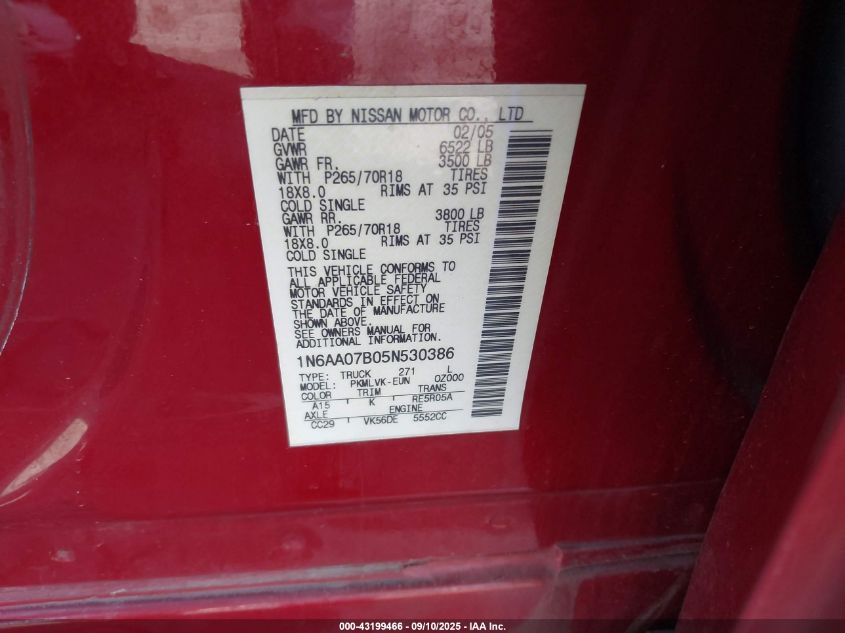 MFD BY NISSAN MOTOR CO., LTD
DATE 02/05
GVWR 6522 LB
GAWR FR. 3500 LB
WITH P265/70R18 TIRES
18X8.0 RIMS AT 35 PSI
COLD SINGLE
GAWR RR. 3800 LB
WITH P265/70R18 TIRES
18X8.0 RIMS AT 35 PSI
COLD SINGLE
THIS VEHICLE CONFORMS TO
ALL APPLICABLE FEDERAL
MOTOR VEHICLE SAFETY
STANDARDS IN EFFECT ON
THE DATE OF MANUFACTURE
SHOWN ABOVE.
SEE OWNERS MANUAL FOR
ADDITIONAL INFORMATION.
1N6AA07B05N530386
TYPE: TRUCK 271 L
MODEL: PKMLVK-EUN 0Z000
COLOR TRIM TRANS
A15 K RE5R05A
AXLE ENGINE
CC29 VK56DE 5552CC
000-43199466 - 09/10/2025 - IAA Inc.